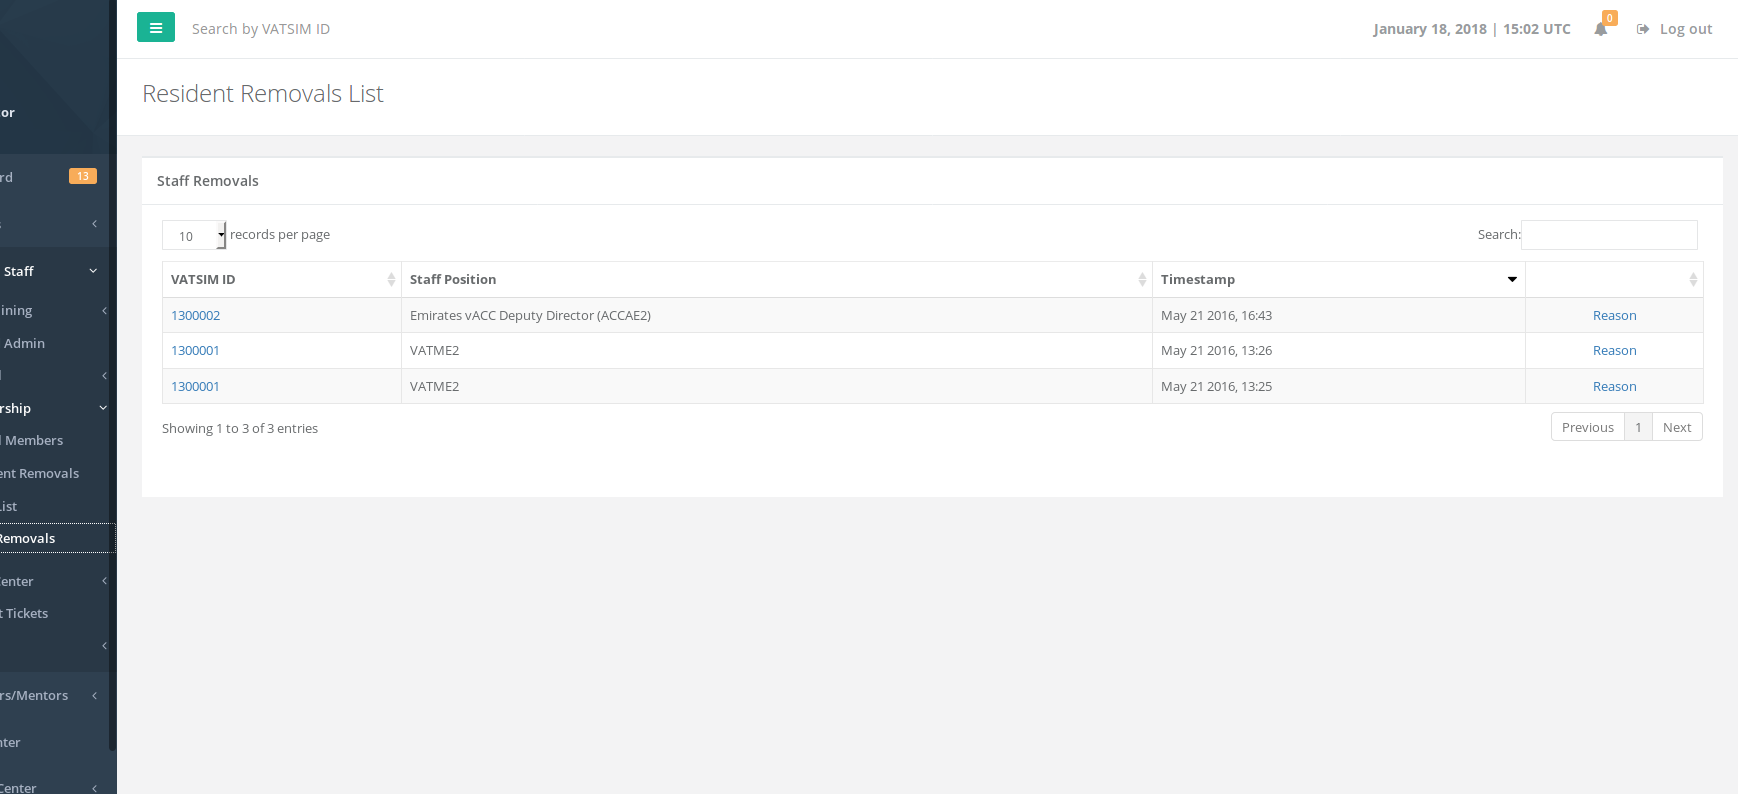 Search by VATSIM ID
January 18, 2018 | 15:02 UTC
0
Log out
Resident Removals List
or
rd
13
s
Staff
ining
Admin
l
rship
l Members
ent Removals
List
Removals
Center
t Tickets
rs/Mentors
nter
Center
Staff Removals
10 records per page
Search:
VATSIM ID Staff Position Timestamp
1300002 Emirates vACC Deputy Director (ACCAE2) May 21 2016, 16:43 Reason
1300001 VATME2 May 21 2016, 13:26 Reason
1300001 VATME2 May 21 2016, 13:25 Reason
Showing 1 to 3 of 3 entries
Previous 1 Next